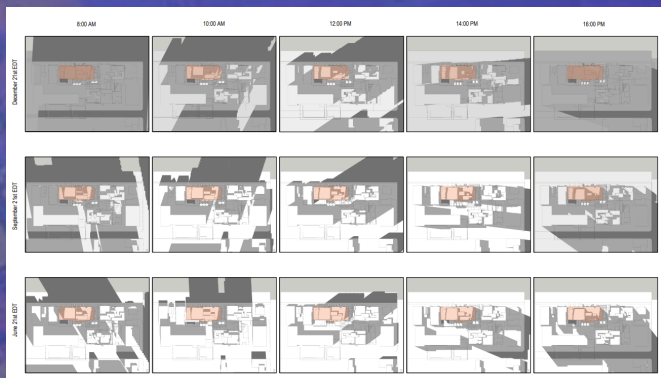 8:00 AM
10:00 AM
12:00 PM
14:00 PM
16:00 PM
December 21st EDT
September 21st EDT
June 21st EDT